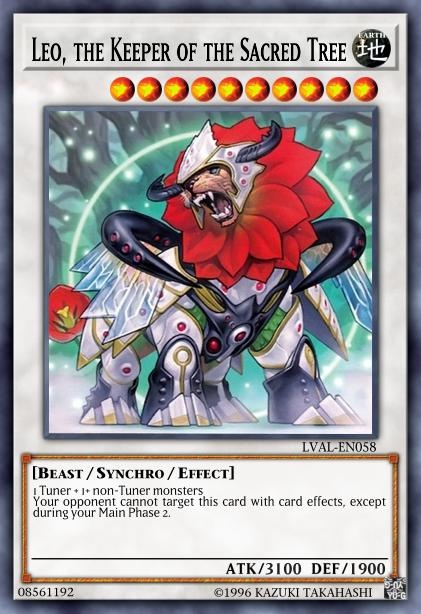 LEO, THE KEEPER OF THE SACRED TREE
EARTH
地
LVAL-EN058
[BEAST / SYNCHRO / EFFECT]
1 Tuner + 1+ non-Tuner monsters
Your opponent cannot target this card with card effects, except
during your Main Phase 2.
ATK/3100 DEF/1900
08561192
©1996 KAZUKI TAKAHASHI